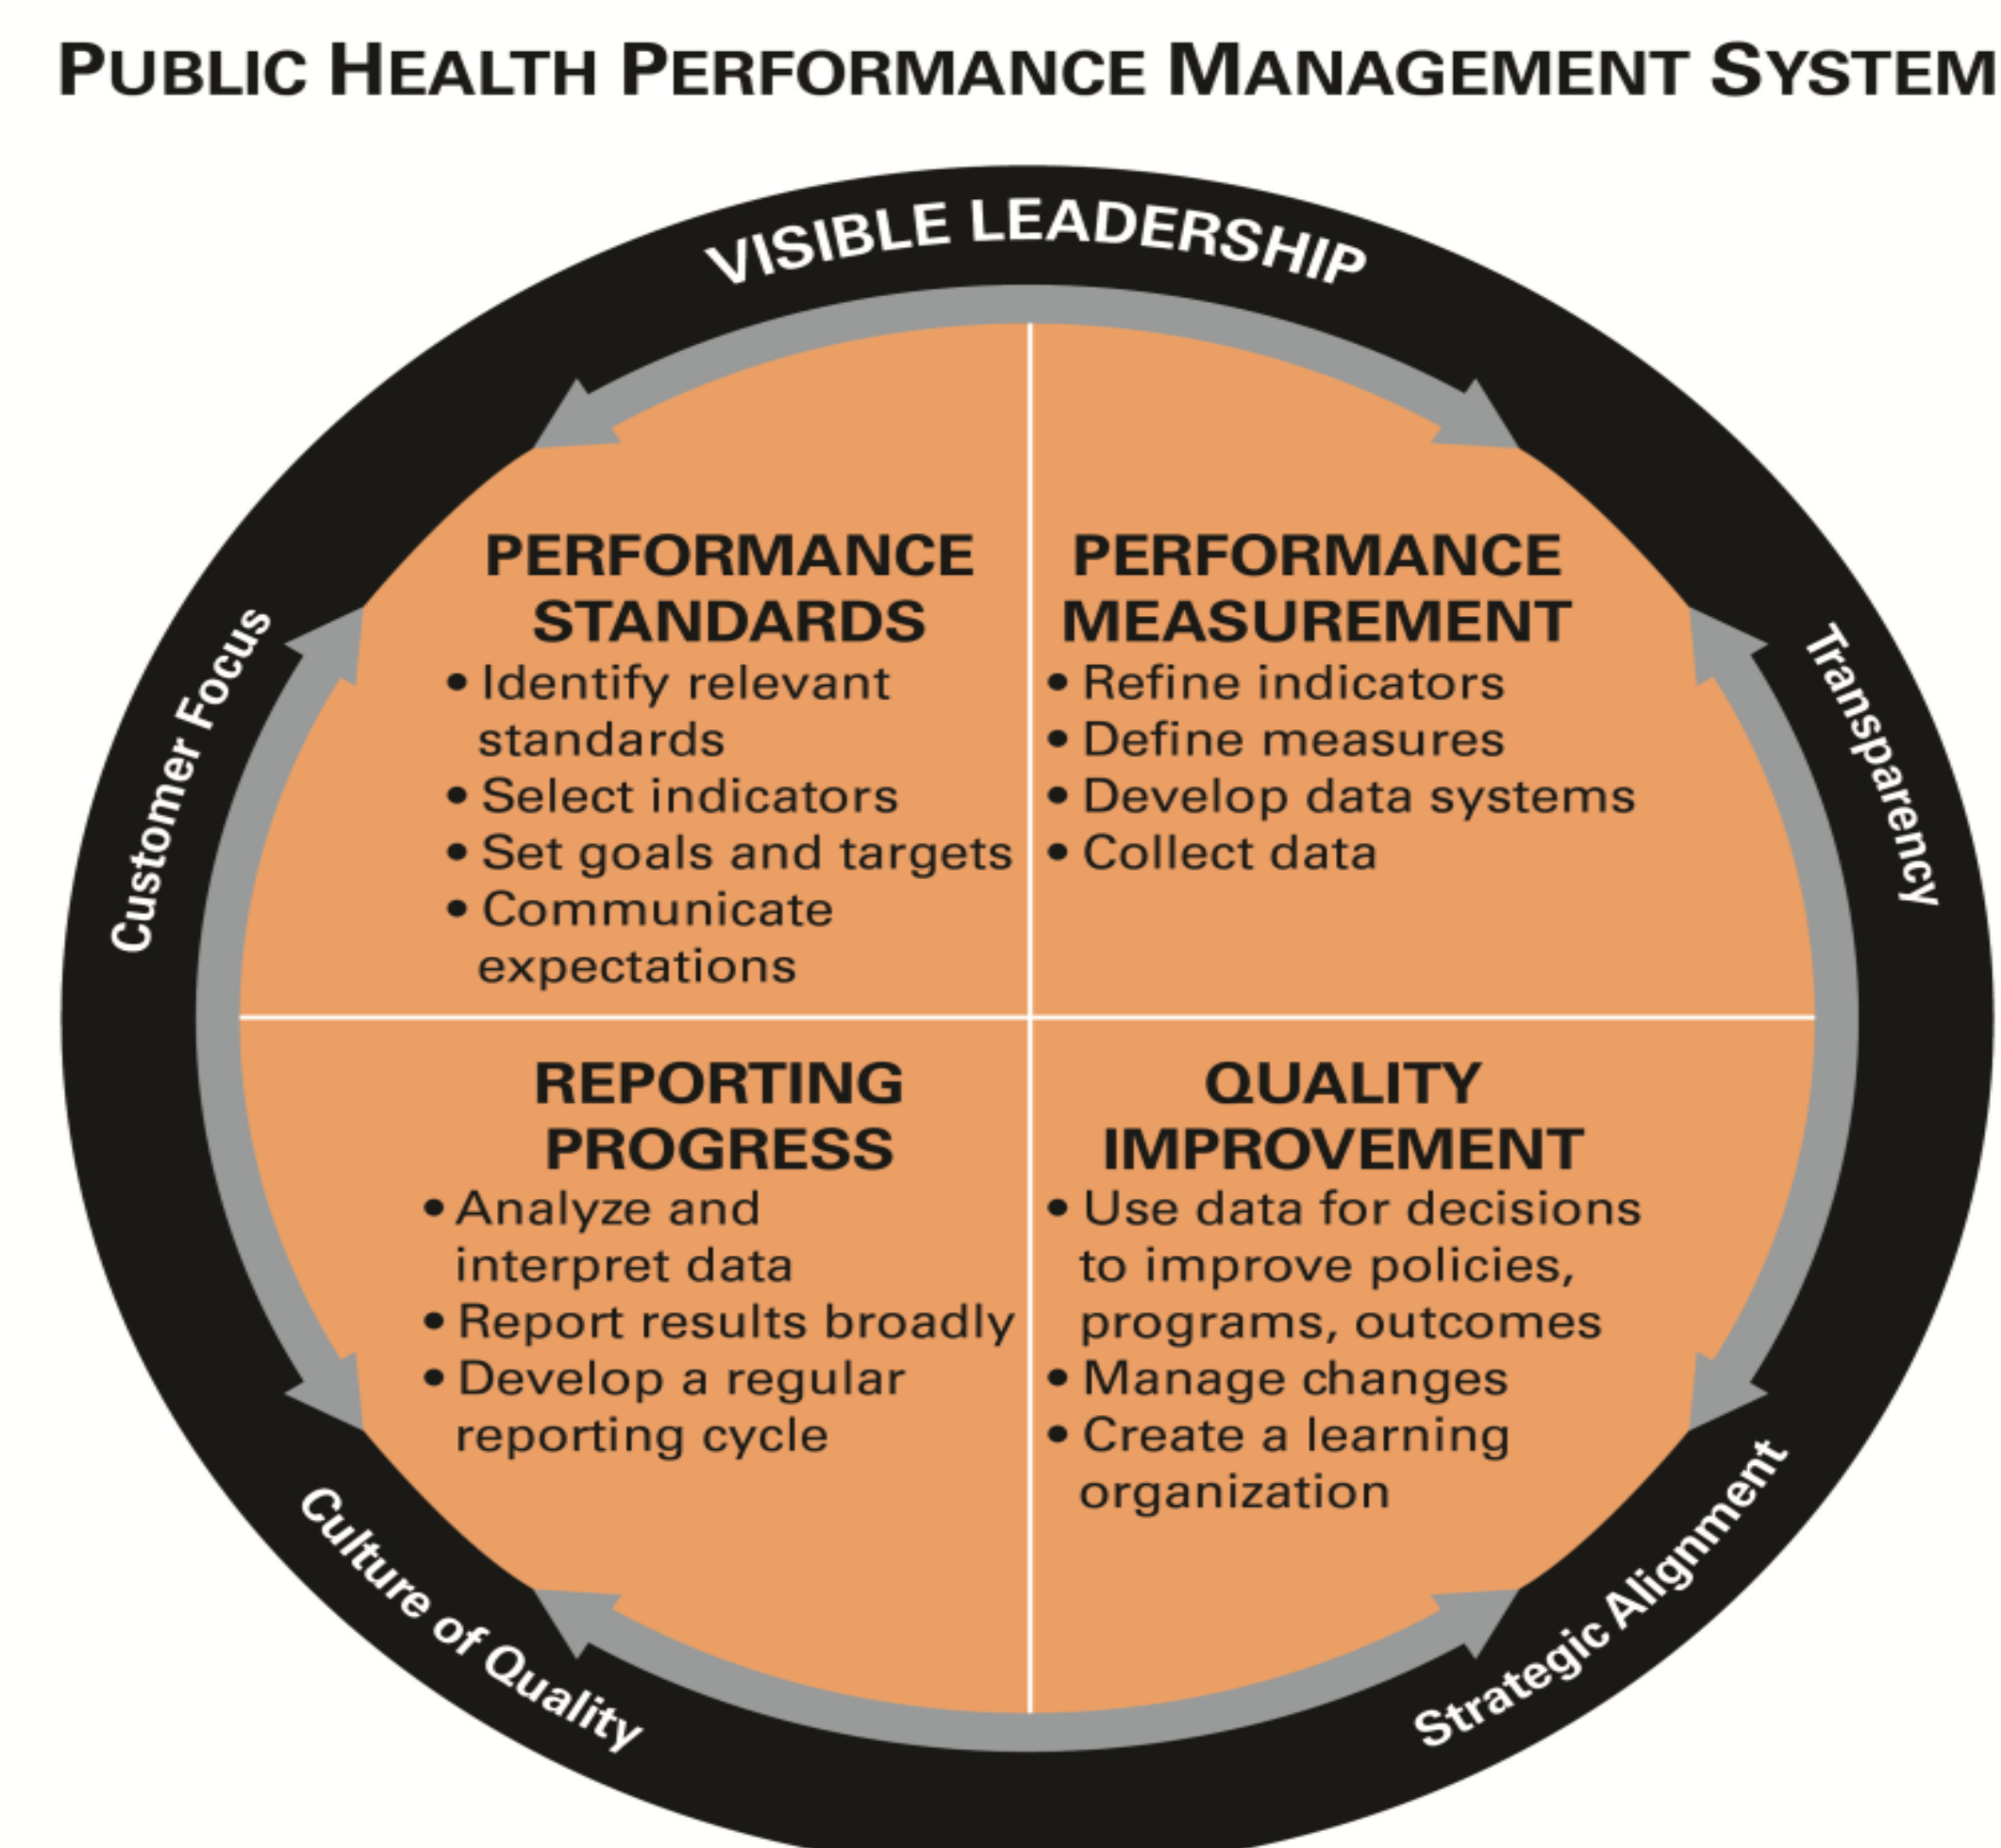 PUBLIC HEALTH PERFORMANCE MANAGEMENT SYSTEM
VISIBLE LEADERSHIP
Customer Focus
Transparency
PERFORMANCE
STANDARDS
• Identify relevant
standards
• Select indicators
• Set goals and targets
• Communicate
expectations
PERFORMANCE
MEASUREMENT
• Refine indicators
• Define measures
• Develop data systems
• Collect data
REPORTING
PROGRESS
• Analyze and
interpret data
• Report results broadly
• Develop a regular
reporting cycle
QUALITY
IMPROVEMENT
• Use data for decisions
to improve policies,
programs, outcomes
• Manage changes
• Create a learning
organization
Culture of Quality
Strategic Alignment